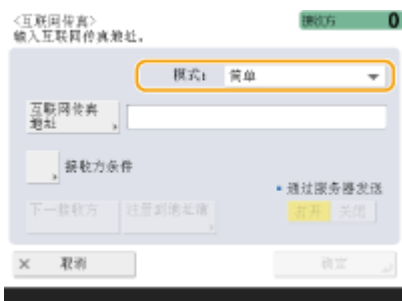 <互联网传真>
接收方 0
输入互联网传真地址。
模式: 简单
互联网传真
地址
接收方条件
通过服务器发送
下一接收方 注册到地址簿 打开 关闭
× 取消 确定